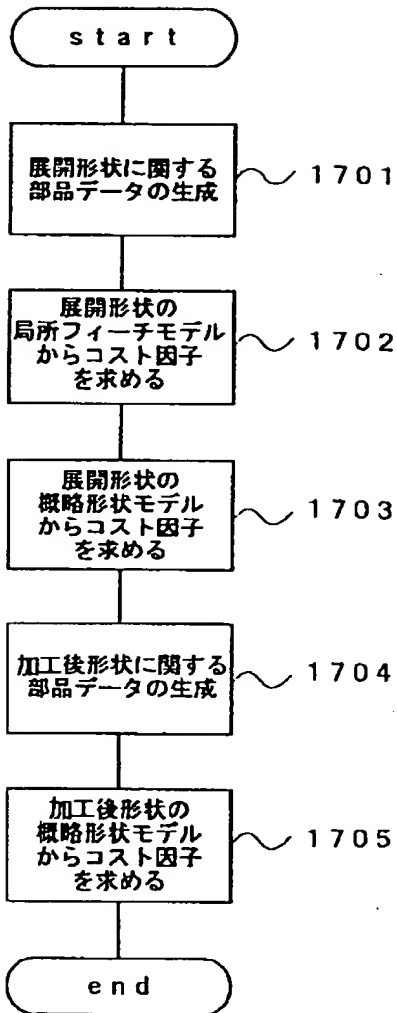 start
展開形状に関する
部品データの生成
1701
展開形状の
局所フィーチモデル
からコスト因子
を求める
1702
展開形状の
概略形状モデル
からコスト因子
を求める
1703
加工後形状に関する
部品データの生成
1704
加工後形状の
概略形状モデル
からコスト因子
を求める
1705
end